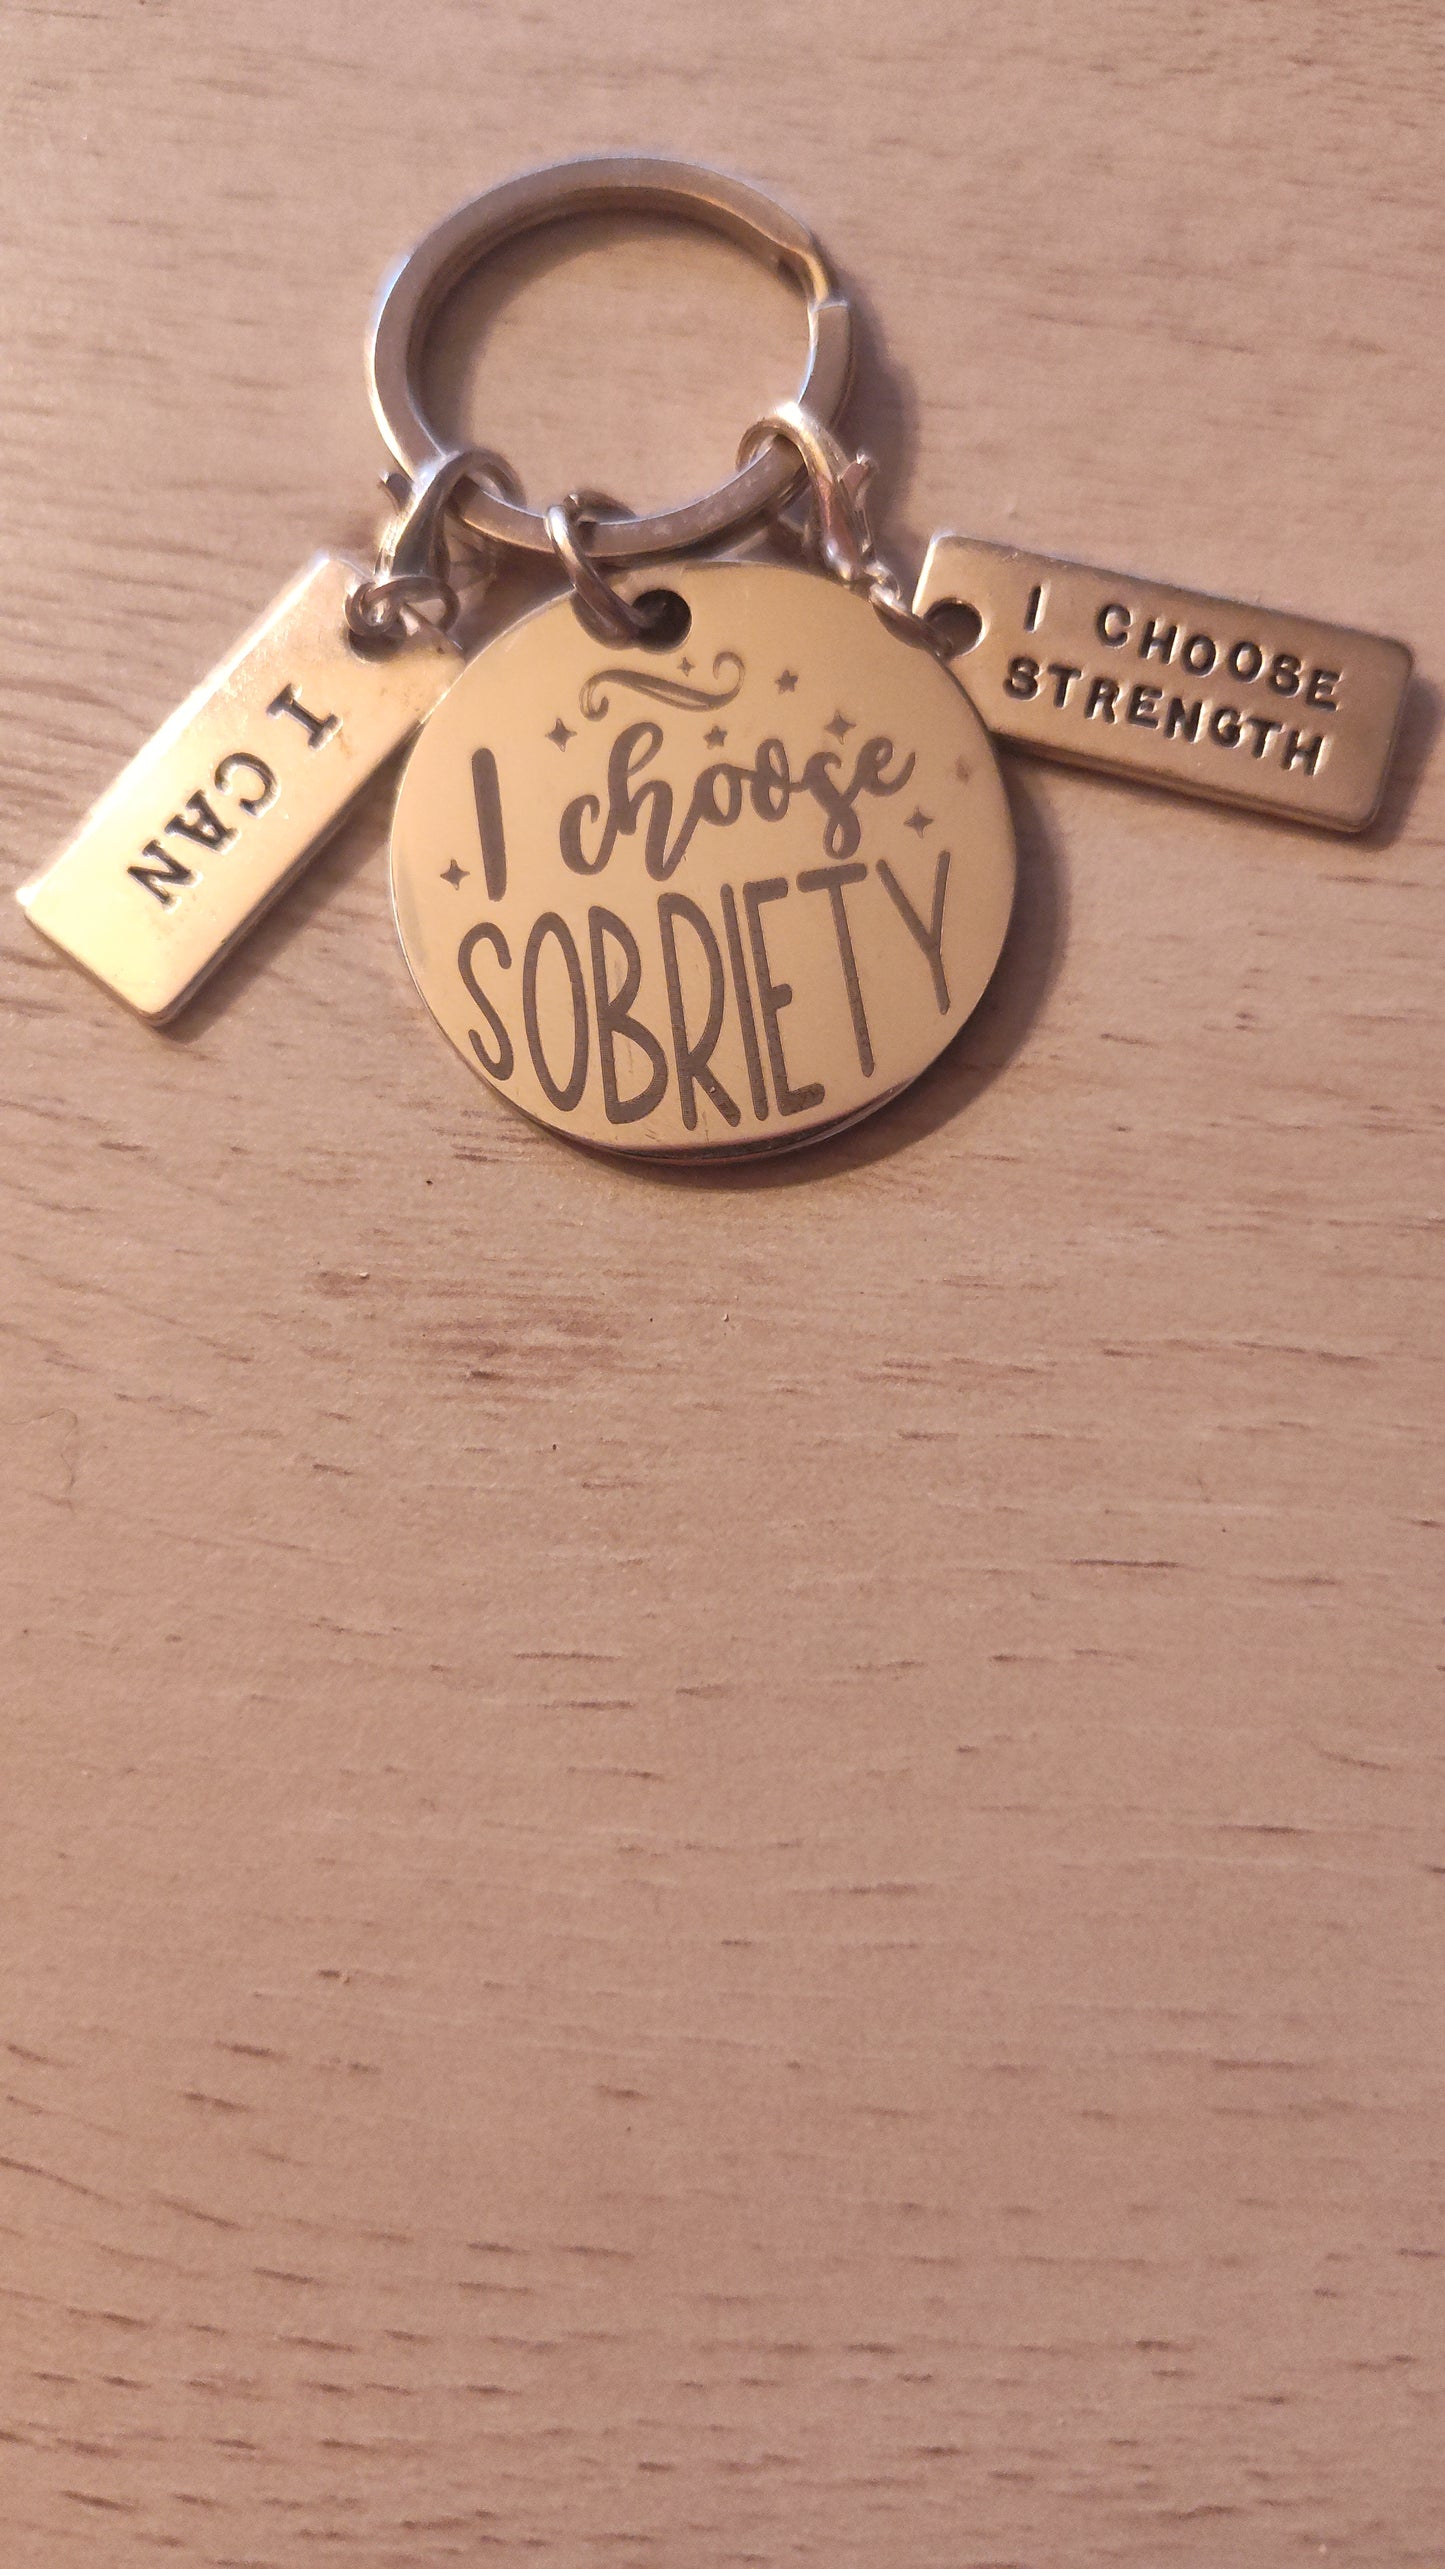 I CAN
I choose
SOBRIETY
I CHOOSE
STRENGTH